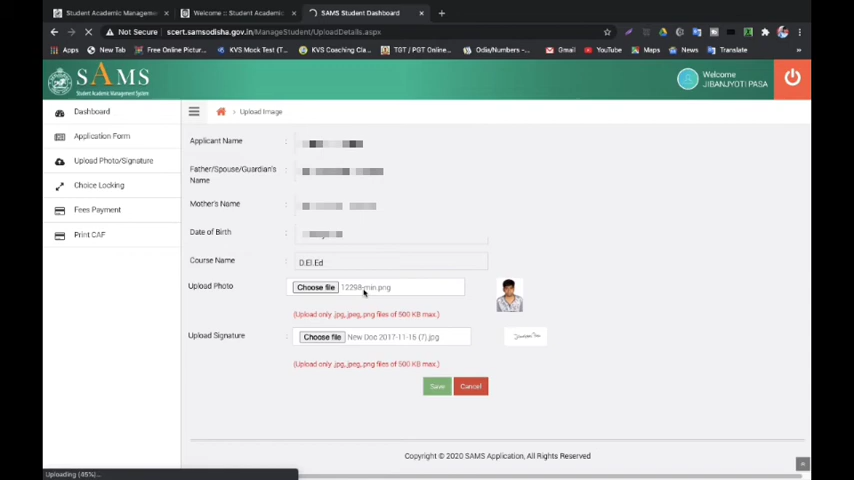 Student Academic Manageme
Welcome :: Student Academic
SAMS Student Dashboard
Not Secure
scert.samsodisha.gov.in/ManageStudent/UploadDetails.aspx
Apps
New Tab
Free Online Pictur...
KVS Mock Test (T...
KVS Coaching Cla...
TGT / PGT Online...
Odia/Numbers -...
Gmail
YouTube
Maps
News
Translate
SAMS
Student Academic Management System
Welcome
JIBANJYOTI PASA
Dashboard
Application Form
Upload Photo/Signature
Choice Locking
Fees Payment
Print CAF
> Upload Image
Applicant Name :
Father/Spouse/Guardian's
Name :
Mother's Name :
Date of Birth :
Course Name : D.El.Ed
Upload Photo : Choose file 12298-min.png
(Upload only .jpg,.jpeg,.png files of 500 KB max.)
Upload Signature : Choose file New Doc 2017-11-15 (7).jpg
(Upload only .jpg,.jpeg,.png files of 500 KB max.)
Save Cancel
Copyright © 2020 SAMS Application, All Rights Reserved
Uploading (45%)...